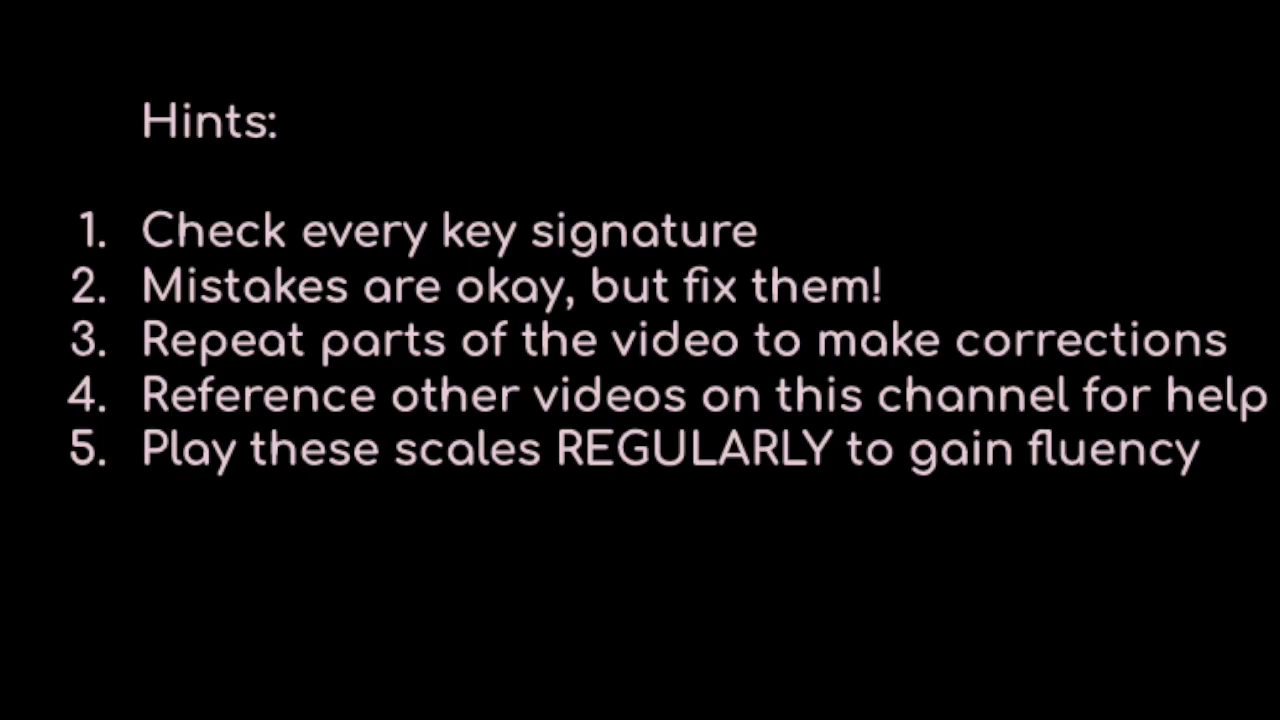 Hints:
1. Check every key signature
2. Mistakes are okay, but fix them!
3. Repeat parts of the video to make corrections
4. Reference other videos on this channel for help
5. Play these scales REGULARLY to gain fluency